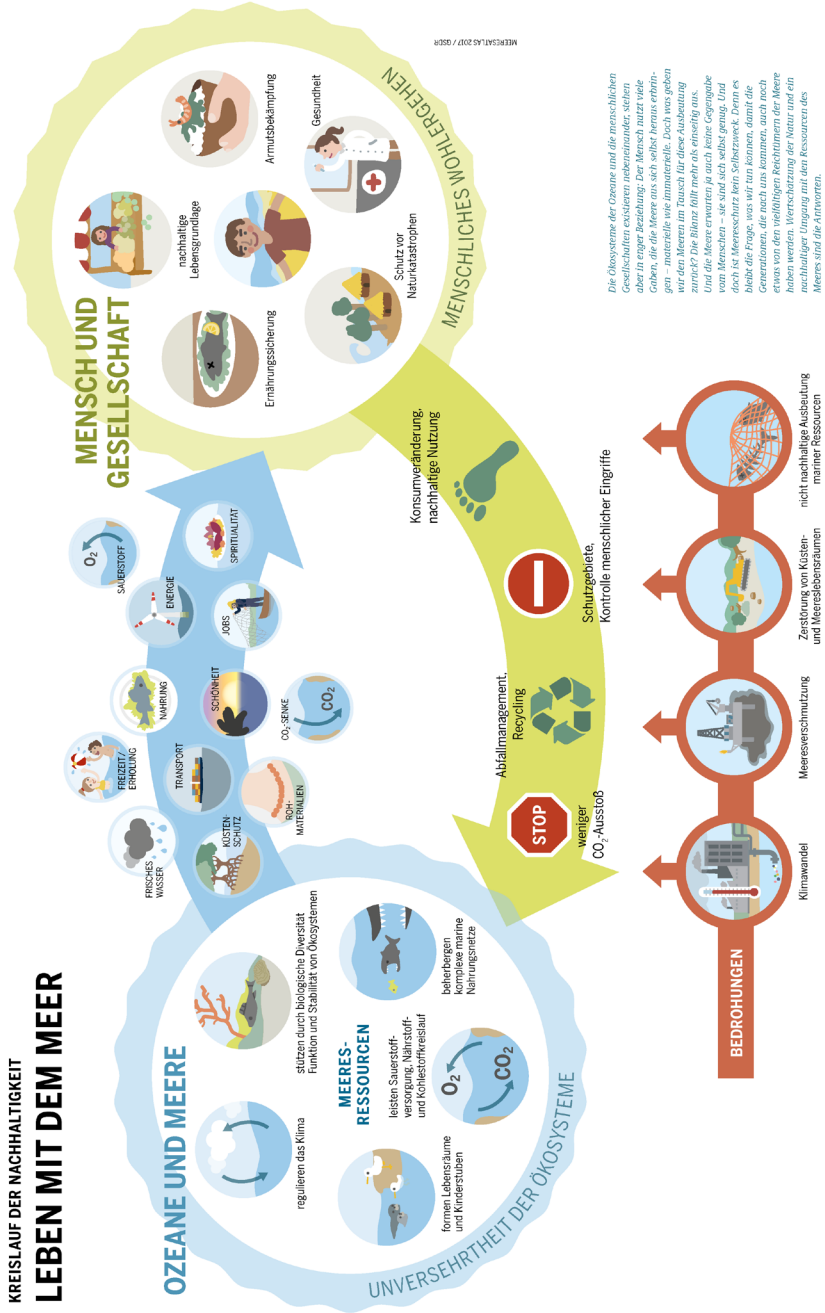 KREISLAUF DER NACHHALTIGKEIT
LEBEN MIT DEM MEER
OZEANE UND MEERE
regulieren das Klima
stützen durch biologische Diversität
Funktion und Stabilität von Ökosystemen
MEERES-
RESSOURCEN
formen Lebensräume
und Kinderstuben
leisten Sauerstoff-
versorgung, Nährstoff-
und Kohlestoffkreislauf
O2
CO2
beherbergen
komplexe marine
Nahrungsnetze
UNVERSEHRTHEIT DER ÖKOSYSTEME
FRISCHES
WASSER
FREIZEIT/
ERHOLUNG
NAHRUNG
ENERGIE
O2
SAUERSTOFF
KÜSTEN-
SCHUTZ
TRANSPORT
SCHÖNHEIT
JOBS
SPIRITUALITÄT
ROH-
MATERIALIEN
CO2-SENKE
CO2
MENSCH UND
GESELLSCHAFT
Ernährungssicherung
nachhaltige
Lebensgrundlage
Armutsbekämpfung
Schutz vor
Naturkatastrophen
Gesundheit
MENSCHLICHES WOHLERGEHEN
Konsumveränderung,
nachhaltige Nutzung
Schutzgebiete,
Kontrolle menschlicher Eingriffe
Abfallmanagement,
Recycling
STOP
weniger
CO2-Ausstoß
BEDROHUNGEN
Klimawandel
Meeresverschmutzung
Zerstörung von Küsten-
und Meereslebensräumen
nicht nachhaltige Ausbeutung
mariner Ressourcen
Die Ökosysteme der Ozeane und die menschlichen
Gesellschaften existieren nebeneinander, stehen
aber in enger Beziehung: Der Mensch nutzt viele
Gaben, die die Meere aus sich selbst heraus erbrin-
gen – materielle wie immaterielle. Doch was geben
wir den Meeren im Tausch für diese Ausbeutung
zurück? Die Bilanz fällt mehr als einseitig aus.
Und die Meere erwarten ja auch keine Gegengabe
vom Menschen – sie sind sich selbst genug. Und
doch ist Meeresschutz kein Selbstzweck. Denn es
bleibt die Frage, was wir tun können, damit die
Generationen, die nach uns kommen, auch noch
etwas von den vielfältigen Reichtümern der Meere
haben werden. Wertschätzung der Natur und ein
nachhaltiger Umgang mit den Ressourcen des
Meeres sind die Antworten.
MEERESATLAS 2017 / GSDR